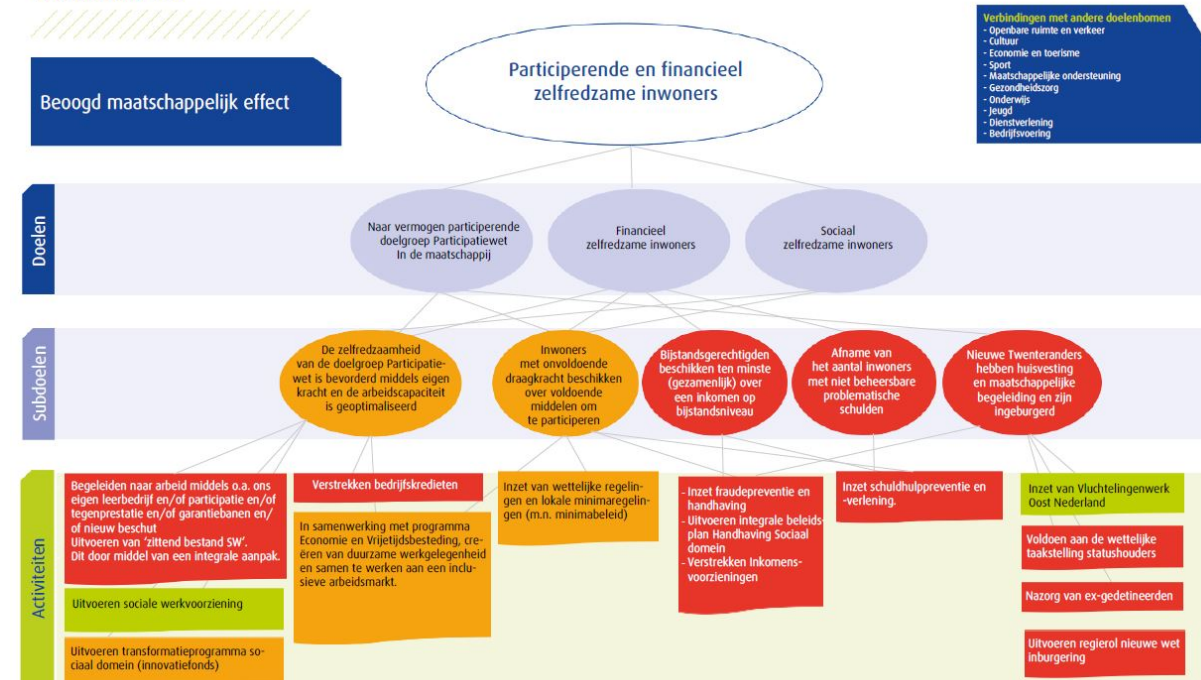 Beoogd maatschappelijk effect
Participerende en financieel
zelfredzame inwoners
Verbindingen met andere doelenbomen
- Openbare ruimte en verkeer
- Cultuur
- Economie en toerisme
- Sport
- Maatschappelijke ondersteuning
- Gezondheidszorg
- Onderwijs
- Jeugd
- Dienstverlening
- Bedrijfsvoering
Doelen
Naar vermogen participerende
doelgroep Participatiewet
In de maatschappij
Financieel
zelfredzame inwoners
Sociaal
zelfredzame inwoners
Subdoelen
De zelfredzaamheid
van de doelgroep Participatie-
wet is bevorderd middels eigen
kracht en de arbeidscapaciteit
is geoptimaliseerd
Inwoners
met onvoldoende
draagkracht beschikken
over voldoende
middelen om
te participeren
Bijstandsgerechtigden
beschikken ten minste
(gezamenlijk) over
een inkomen op
bijstandsniveau
Afname van
het aantal inwoners
met niet beheersbare
problematische
schulden
Nieuwe Twenteranders
hebben huisvesting
en maatschappelijke
begeleiding en zijn
ingeburgerd
Activiteiten
Begeleiden naar arbeid middels o.a. ons
eigen leerbedrijf en/of participatie en/of
tegenprestatie en/of garantiebanen en/
of nieuw beschut
Uitvoeren van ‘zittend bestand SW’.
Dit door middel van een integrale aanpak.
Uitvoeren sociale werkvoorziening
Uitvoeren transformatieprogramma so-
ciaal domein (innovatiefonds)
Verstrekken bedrijfskredieten
In samenwerking met programma
Economie en Vrijetijdsbesteding, cre-
ëren van duurzame werkgelegenheid
en samen te werken aan een inclu-
sieve arbeidsmarkt.
Inzet van wettelijke regelin-
gen en lokale minimaregelin-
gen (m.n. minimabeleid)
- Inzet fraudepreventie en
handhaving
- Uitvoeren integrale beleids-
plan Handhaving Sociaal
domein
- Verstrekken Inkomens-
voorzieningen
Inzet schuldhulppreventie en
-verlening.
Inzet van Vluchtelingenwerk
Oost Nederland
Voldoen aan de wettelijke
taakstelling statushouders
Nazorg van ex-gedetineerden
Uitvoeren regierol nieuwe wet
inburgering